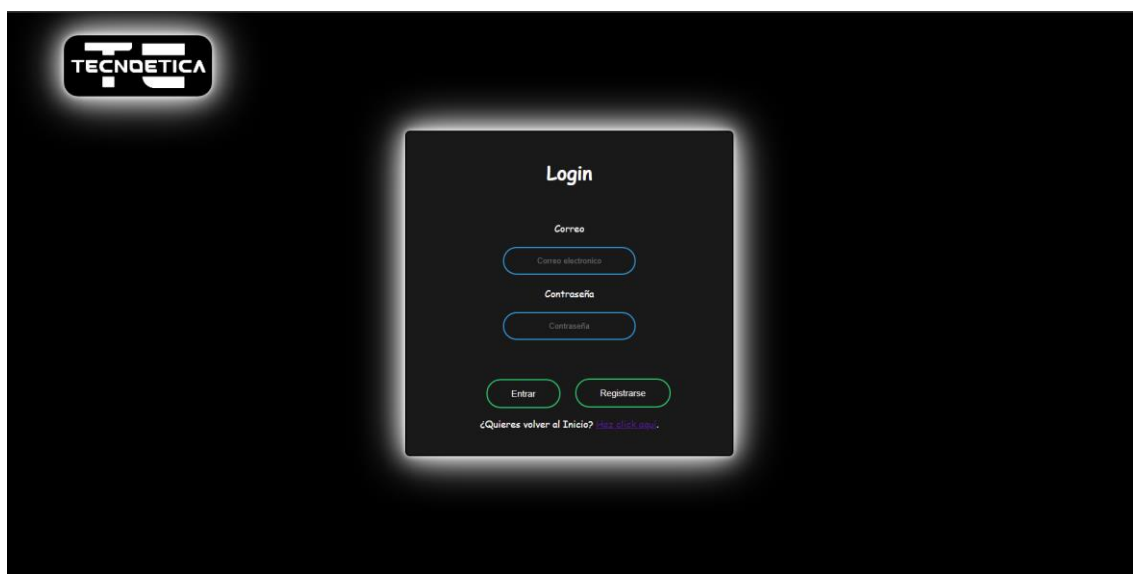 TECNOETICA
Login
Correo
Correo electronico
Contraseña
Contraseña
Entrar Registrarse
¿Quieres volver al Inicio? Haz click aquí.